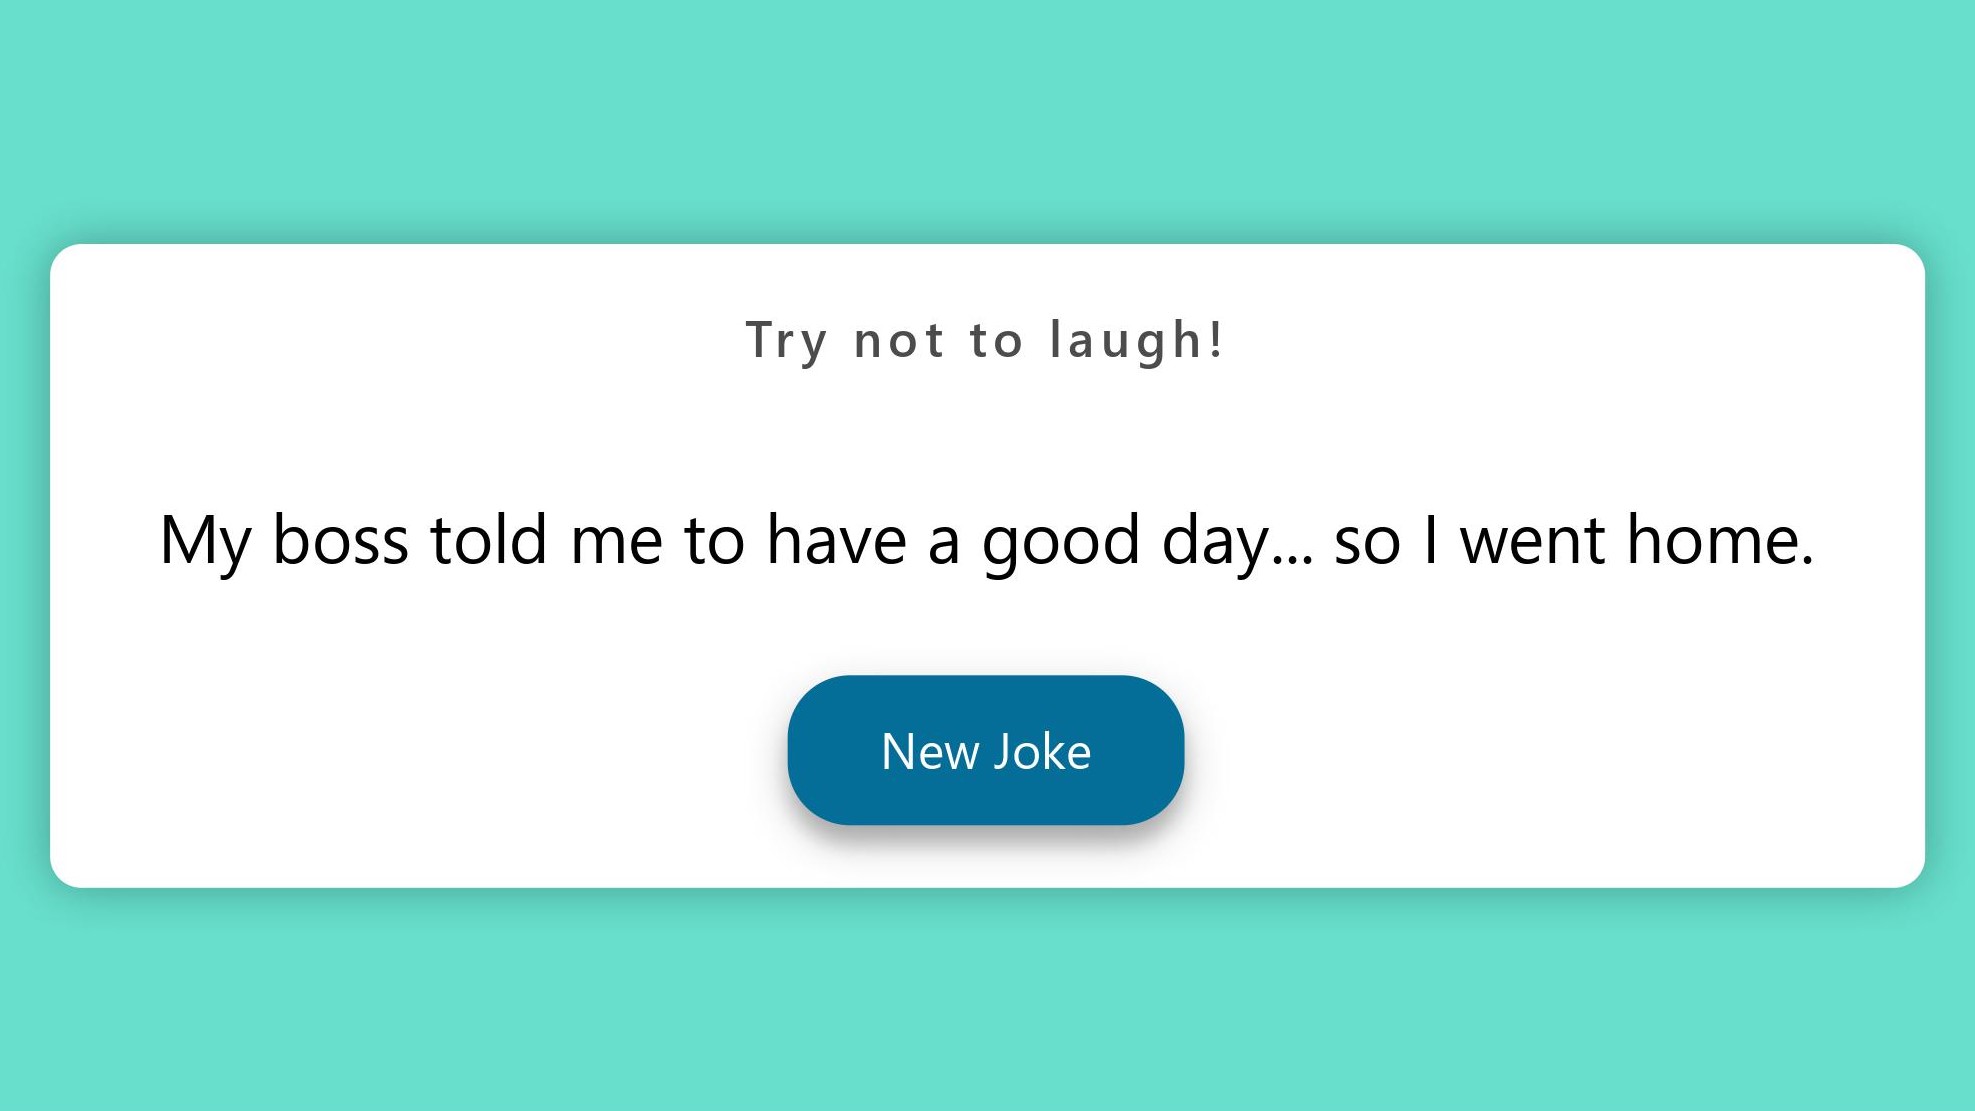 Try not to laugh!
My boss told me to have a good day... so I went home.
New Joke